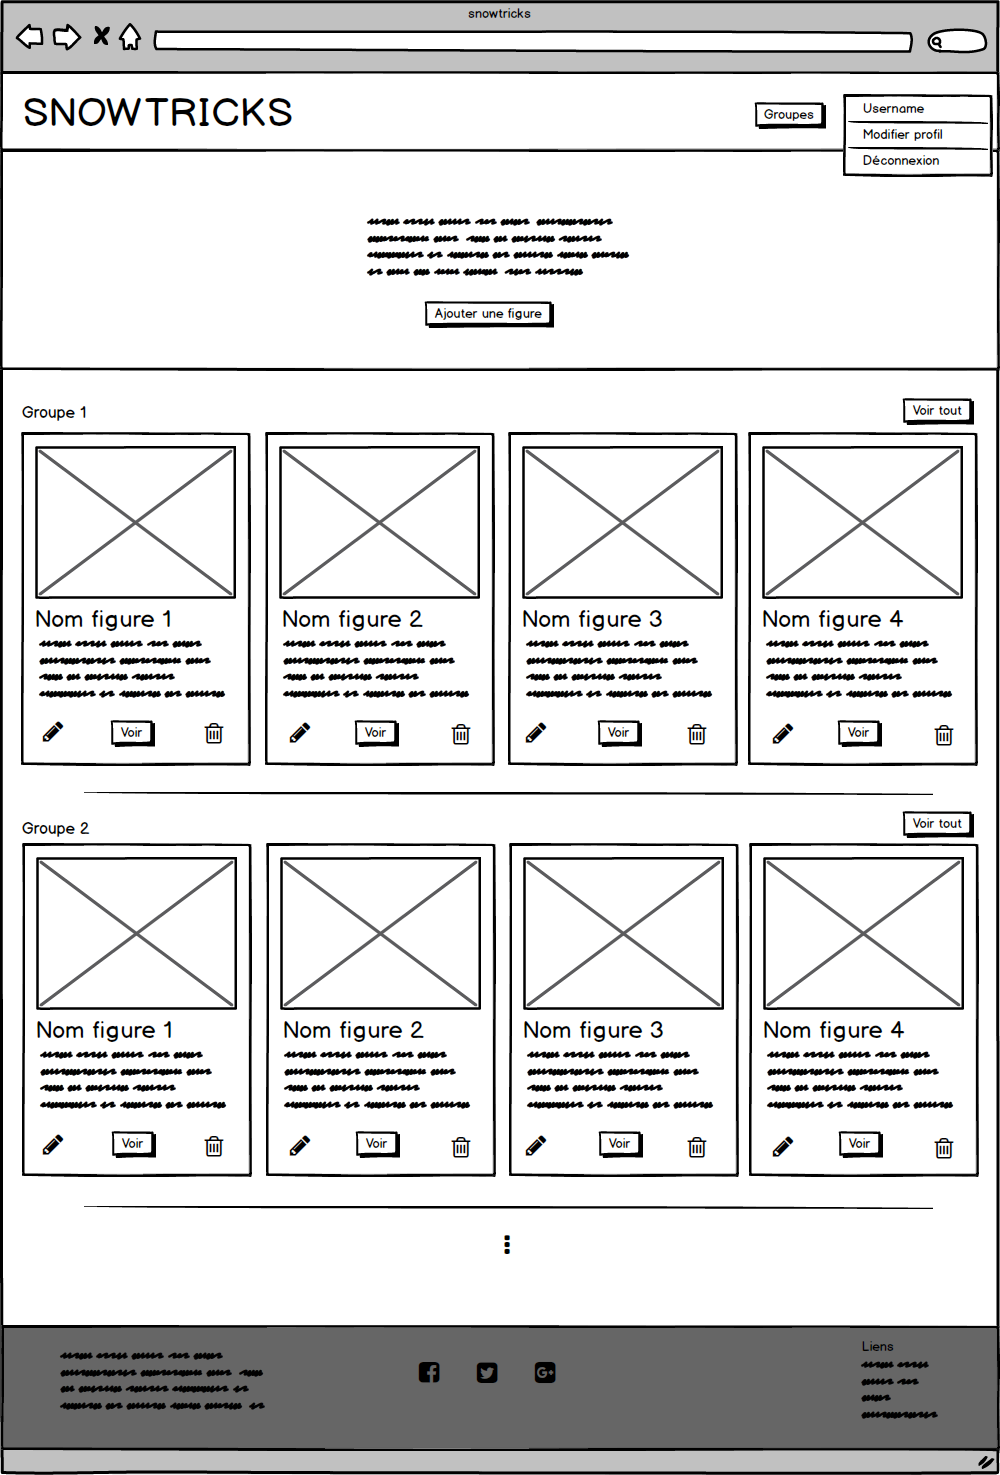 snowtricks
SNOWTRICKS
Groupes
Username
Modifier profil
Déconnexion
Ajouter une figure
Groupe 1
Voir tout
Nom figure 1
Nom figure 2
Nom figure 3
Nom figure 4
Voir
Voir
Voir
Voir
Groupe 2
Voir tout
Nom figure 1
Nom figure 2
Nom figure 3
Nom figure 4
Voir
Voir
Voir
Voir
Liens